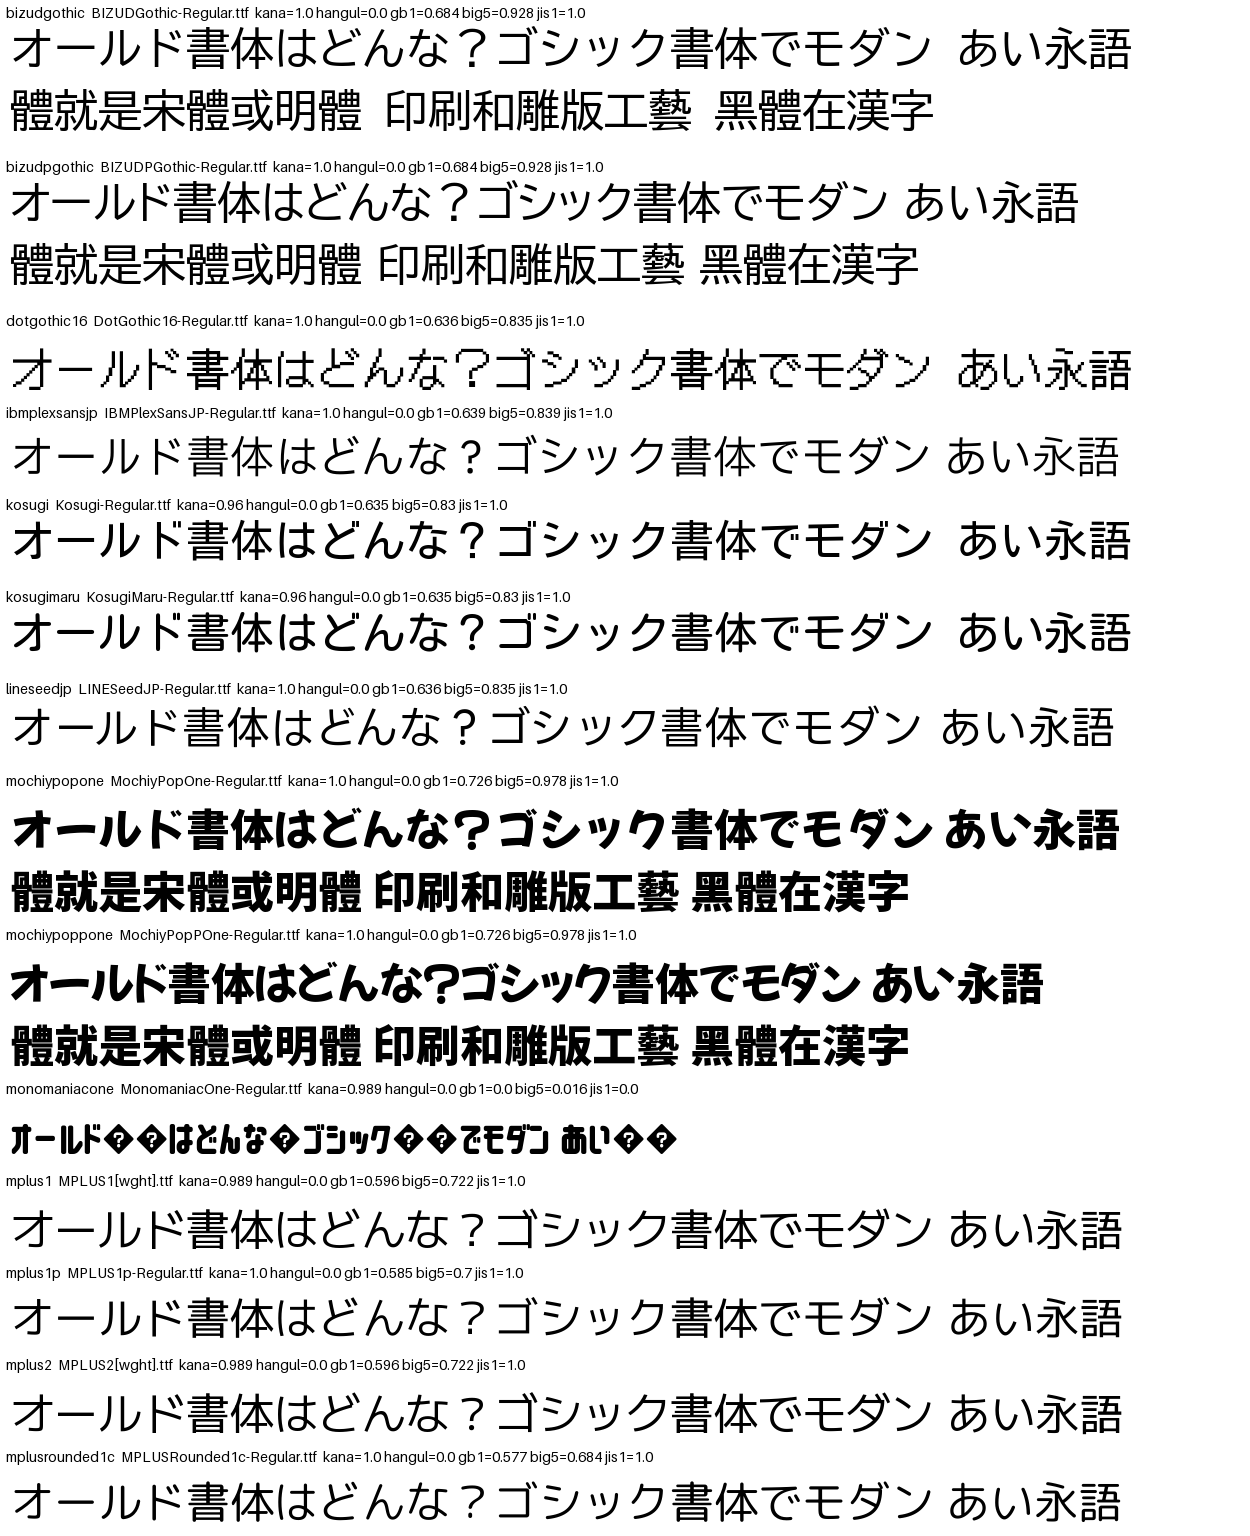 bizudgothic BIZUDGothic-Regular.ttf kana=1.0 hangul=0.0 gb1=0.684 big5=0.928 jis1=1.0
オールド書体はどんな？ゴシック書体でモダン　あい永語
體就是宋體或明體　印刷和雕版工藝　黑體在漢字
bizudpgothic BIZUDPGothic-Regular.ttf kana=1.0 hangul=0.0 gb1=0.684 big5=0.928 jis1=1.0
オールド書体はどんな？ゴシック書体でモダン あい永語
體就是宋體或明體 印刷和雕版工藝 黑體在漢字
dotgothic16 DotGothic16-Regular.ttf kana=1.0 hangul=0.0 gb1=0.636 big5=0.835 jis1=1.0
オールド書体はどんな？ゴシック書体でモダン　あい永語
ibmplexsansjp IBMPlexSansJP-Regular.ttf kana=1.0 hangul=0.0 gb1=0.639 big5=0.839 jis1=1.0
オールド書体はどんな？ゴシック書体でモダン あい永語
kosugi Kosugi-Regular.ttf kana=0.96 hangul=0.0 gb1=0.635 big5=0.83 jis1=1.0
オールド書体はどんな？ゴシック書体でモダン　あい永語
kosugimaru KosugiMaru-Regular.ttf kana=0.96 hangul=0.0 gb1=0.635 big5=0.83 jis1=1.0
オールド書体はどんな？ゴシック書体でモダン　あい永語
lineseedjp LINESeedJP-Regular.ttf kana=1.0 hangul=0.0 gb1=0.636 big5=0.835 jis1=1.0
オールド書体はどんな？ゴシック書体でモダン あい永語
mochiypopone MochiyPopOne-Regular.ttf kana=1.0 hangul=0.0 gb1=0.726 big5=0.978 jis1=1.0
オールド書体はどんな？ゴシック書体でモダン あい永語
體就是宋體或明體 印刷和雕版工藝 黑體在漢字
mochiypoppone MochiyPopPOne-Regular.ttf kana=1.0 hangul=0.0 gb1=0.726 big5=0.978 jis1=1.0
オールド書体はどんな？ゴシック書体でモダン あい永語
體就是宋體或明體 印刷和雕版工藝 黑體在漢字
monomaniacone MonomaniacOne-Regular.ttf kana=0.989 hangul=0.0 gb1=0.0 big5=0.016 jis1=0.0
オールド��はどんな�ゴシック��でモダン あい��
mplus1 MPLUS1[wght].ttf kana=0.989 hangul=0.0 gb1=0.596 big5=0.722 jis1=1.0
オールド書体はどんな？ゴシック書体でモダン あい永語
mplus1p MPLUS1p-Regular.ttf kana=1.0 hangul=0.0 gb1=0.585 big5=0.7 jis1=1.0
オールド書体はどんな？ゴシック書体でモダン あい永語
mplus2 MPLUS2[wght].ttf kana=0.989 hangul=0.0 gb1=0.596 big5=0.722 jis1=1.0
オールド書体はどんな？ゴシック書体でモダン あい永語
mplusrounded1c MPLUSRounded1c-Regular.ttf kana=1.0 hangul=0.0 gb1=0.577 big5=0.684 jis1=1.0
オールド書体はどんな？ゴシック書体でモダン あい永語